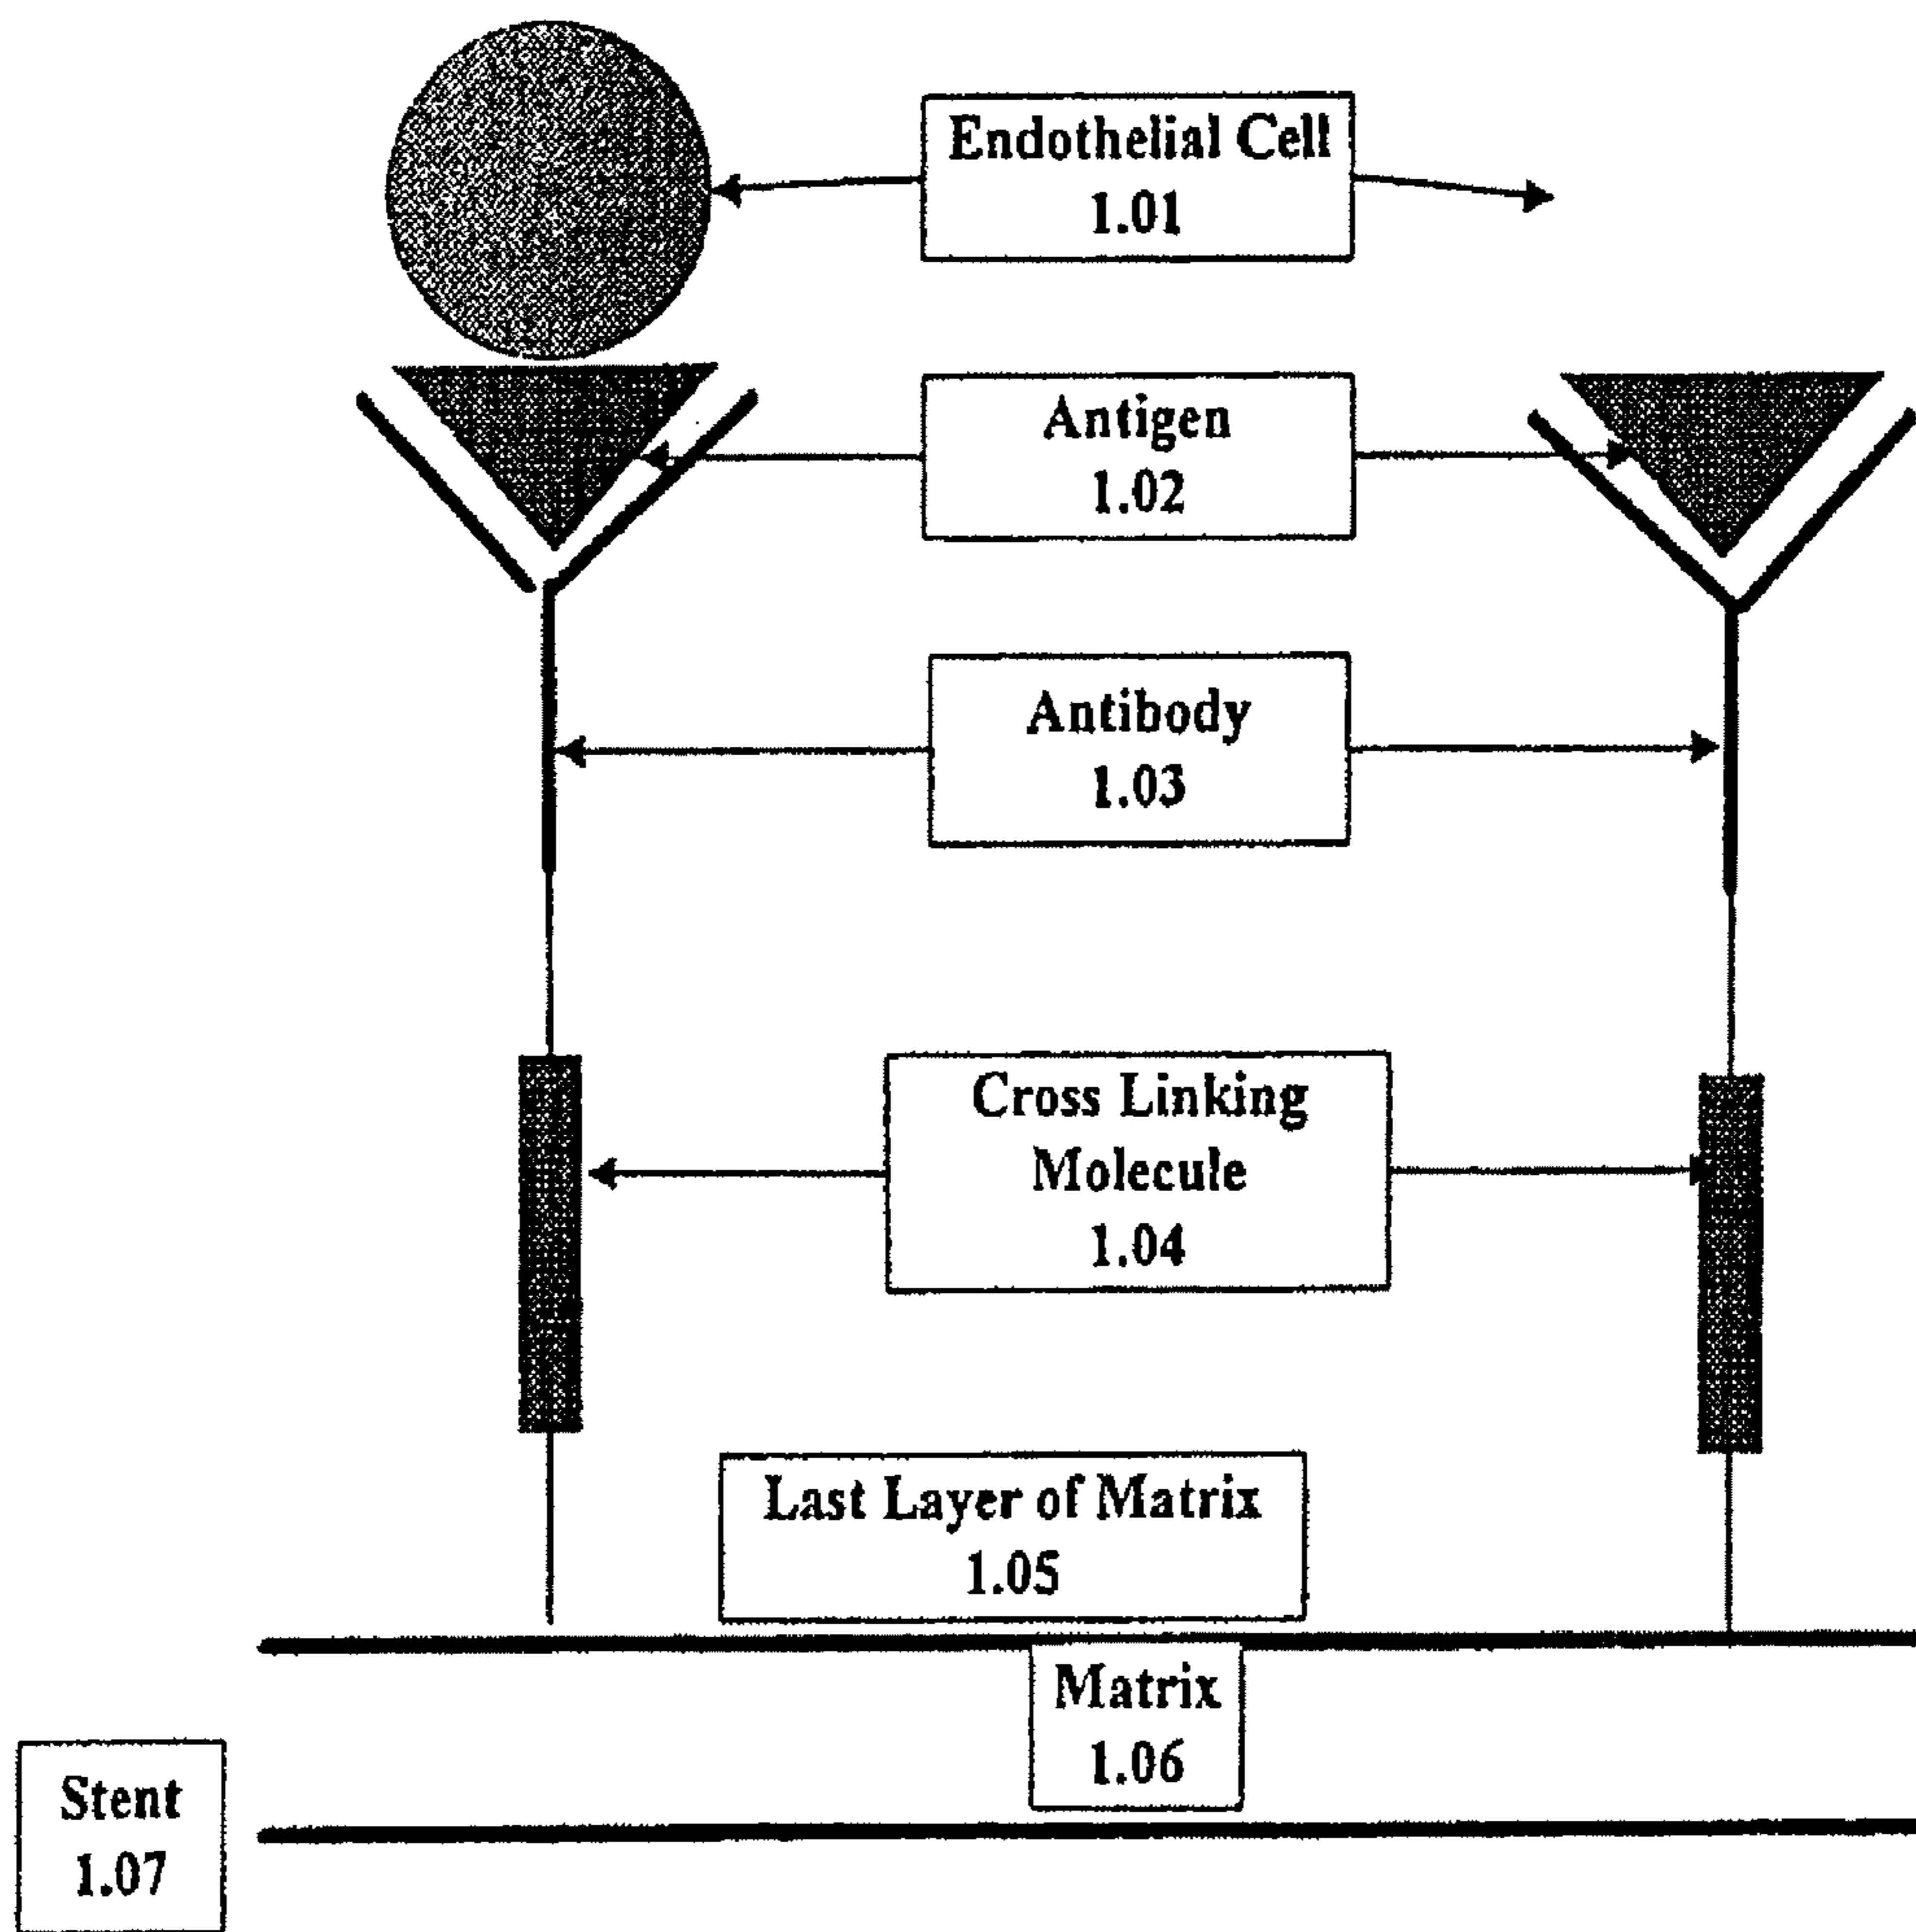 Endothelial Cell
1.01
Antigen
1.02
Antibody
1.03
Cross Linking
Molecule
1.04
Last Layer of Matrix
1.05
Matrix
1.06
Stent
1.07